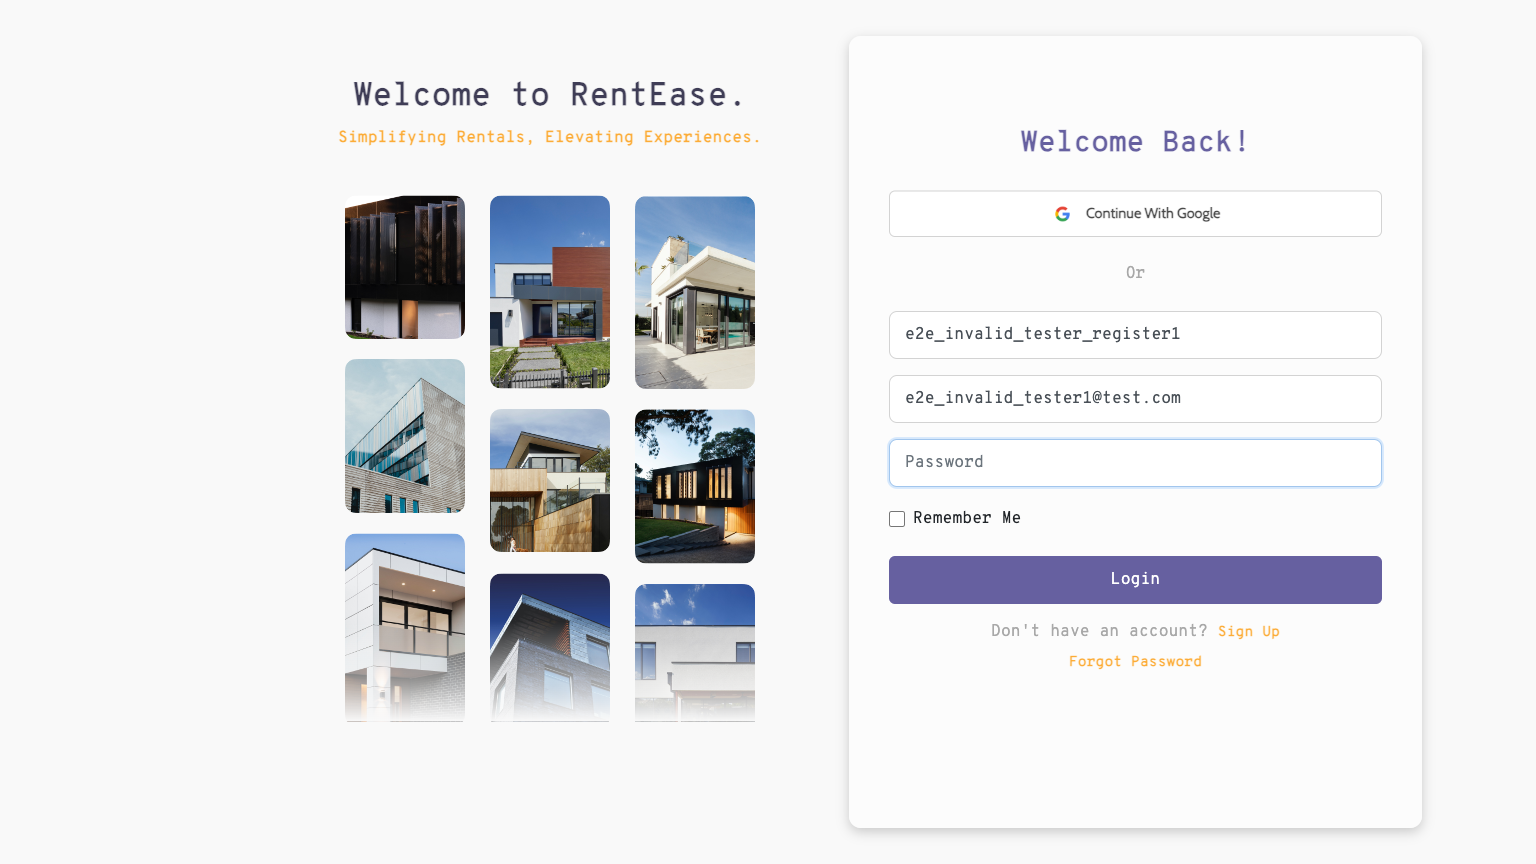 Welcome to RentEase.
Simplifying Rentals, Elevating Experiences.
Welcome Back!
Continue With Google
Or
e2e_invalid_tester_register1
e2e_invalid_tester1@test.com
Password
Remember Me
Login
Don't have an account? Sign Up
Forgot Password